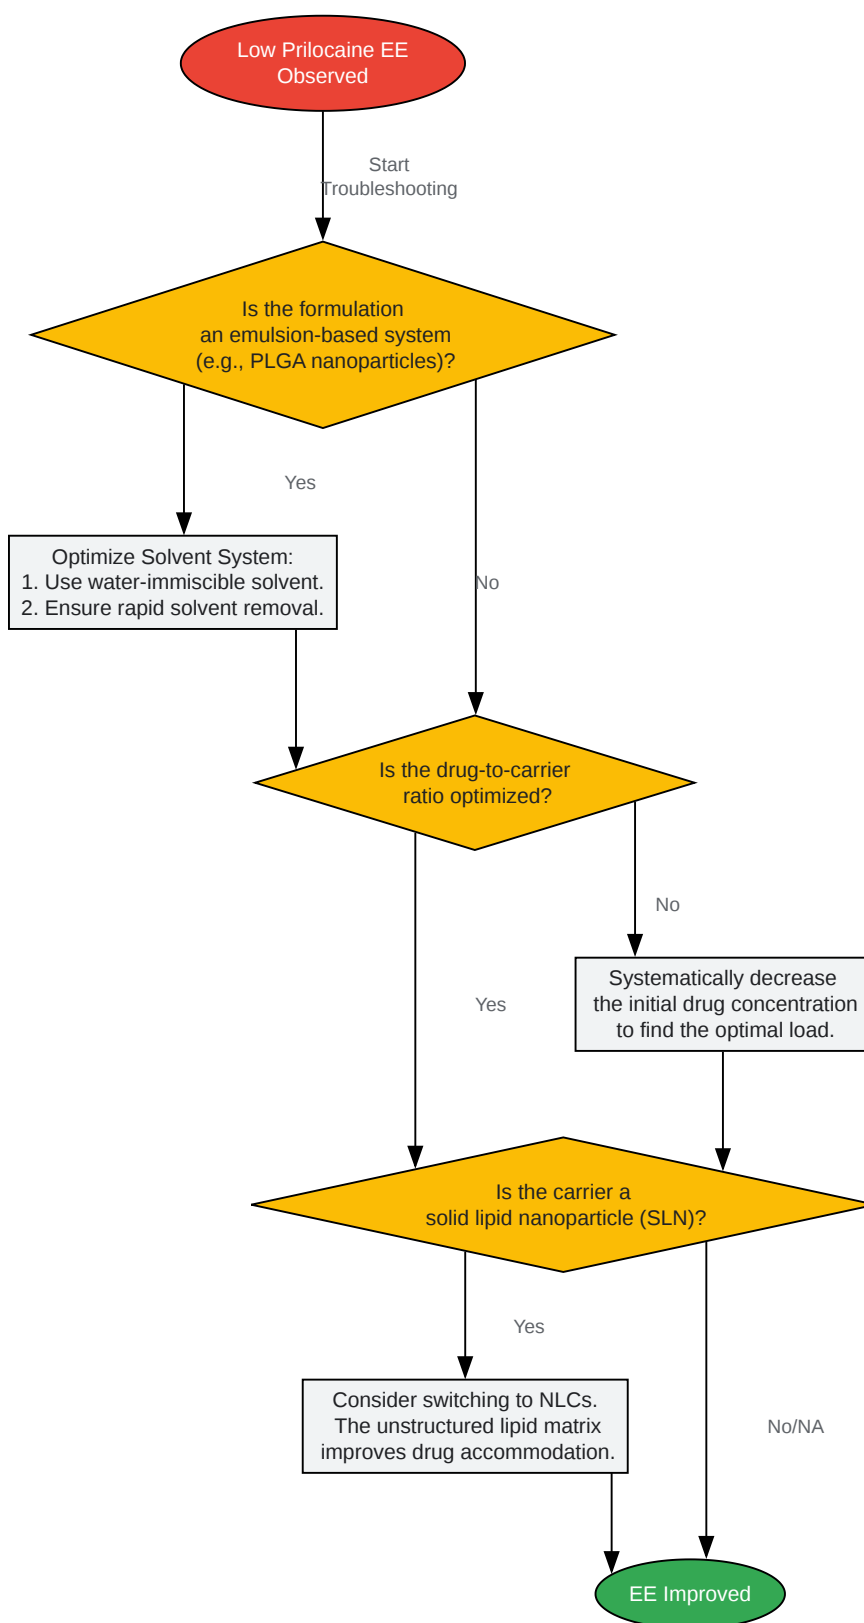 Low Prilocaine EE
Observed
Start
Troubleshooting
Is the formulation
an emulsion-based system
(e.g., PLGA nanoparticles)?
Yes
Optimize Solvent System:
1. Use water-immiscible solvent.
2. Ensure rapid solvent removal.
No
Is the drug-to-carrier
ratio optimized?
No
Systematically decrease
the initial drug concentration
to find the optimal load.
Yes
Is the carrier a
solid lipid nanoparticle (SLN)?
Yes
Consider switching to NLCs.
The unstructured lipid matrix
improves drug accommodation.
No/NA
EE Improved